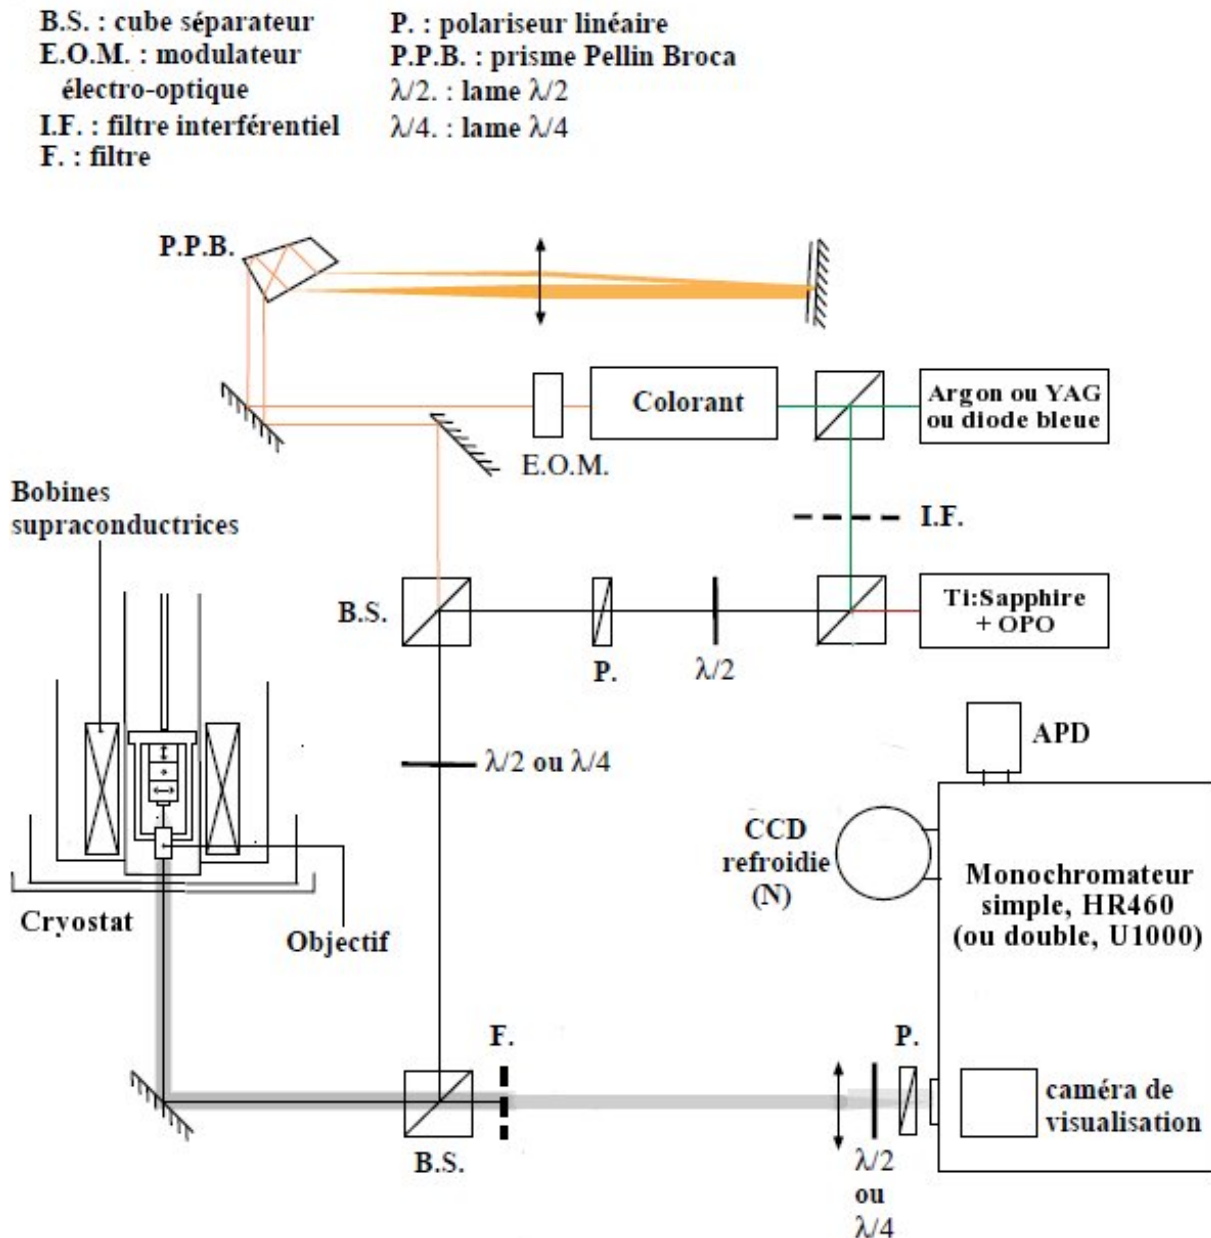 B.S. : cube séparateur
E.O.M. : modulateur
électro-optique
I.F. : filtre interférentiel
F. : filtre
P. : polariseur linéaire
P.P.B. : prisme Pellin Broca
λ/2. : lame λ/2
λ/4. : lame λ/4
P.P.B.
Colorant
Argon ou YAG
ou diode bleue
E.O.M.
Bobines
supraconductrices
I.F.
B.S.
P.
λ/2
Ti:Sapphire
+ OPO
λ/2 ou λ/4
APD
CCD
refroidie
(N)
Monochromateur
simple, HR460
(ou double, U1000)
Cryostat
Objectif
F.
P.
caméra de
visualisation
B.S.
λ/2
ou
λ/4